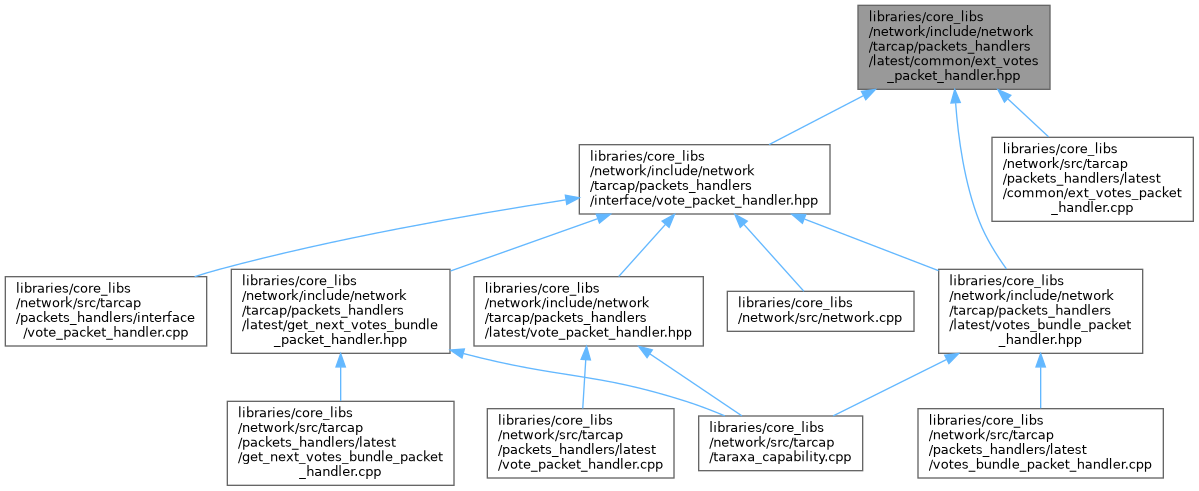 libraries/core_libs
/network/include/network
/tarcap/packets_handlers
/latest/common/ext_votes
_packet_handler.hpp
libraries/core_libs
/network/include/network
/tarcap/packets_handlers
/interface/vote_packet_handler.hpp
libraries/core_libs
/network/src/tarcap
/packets_handlers/latest
/common/ext_votes_packet
_handler.cpp
libraries/core_libs
/network/src/tarcap
/packets_handlers/interface
/vote_packet_handler.cpp
libraries/core_libs
/network/include/network
/tarcap/packets_handlers
/latest/get_next_votes_bundle
_packet_handler.hpp
libraries/core_libs
/network/include/network
/tarcap/packets_handlers
/latest/vote_packet_handler.hpp
libraries/core_libs
/network/src/network.cpp
libraries/core_libs
/network/include/network
/tarcap/packets_handlers
/latest/votes_bundle_packet
_handler.hpp
libraries/core_libs
/network/src/tarcap
/packets_handlers/latest
/get_next_votes_bundle_packet
_handler.cpp
libraries/core_libs
/network/src/tarcap
/packets_handlers/latest
/vote_packet_handler.cpp
libraries/core_libs
/network/src/tarcap
/taraxa_capability.cpp
libraries/core_libs
/network/src/tarcap
/packets_handlers/latest
/votes_bundle_packet_handler.cpp